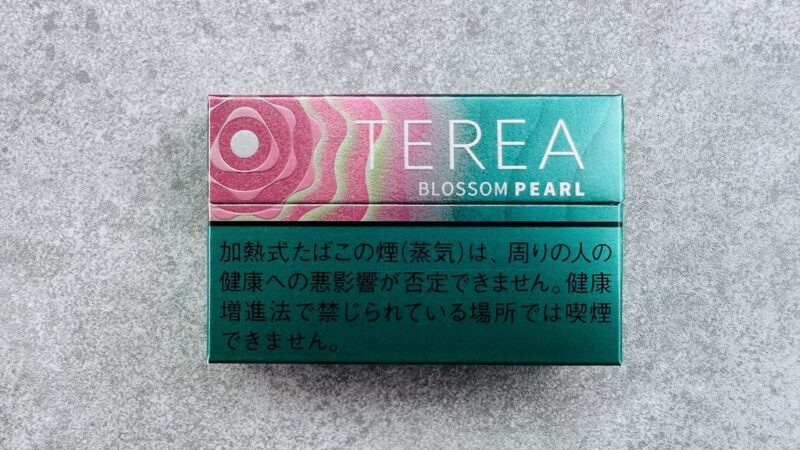 TEREA
BLOSSOM PEARL
加熱式たばこの煙(蒸気)は、周りの人の
健康への悪影響が否定できません。健康
増進法で禁じられている場所では喫煙
できません。